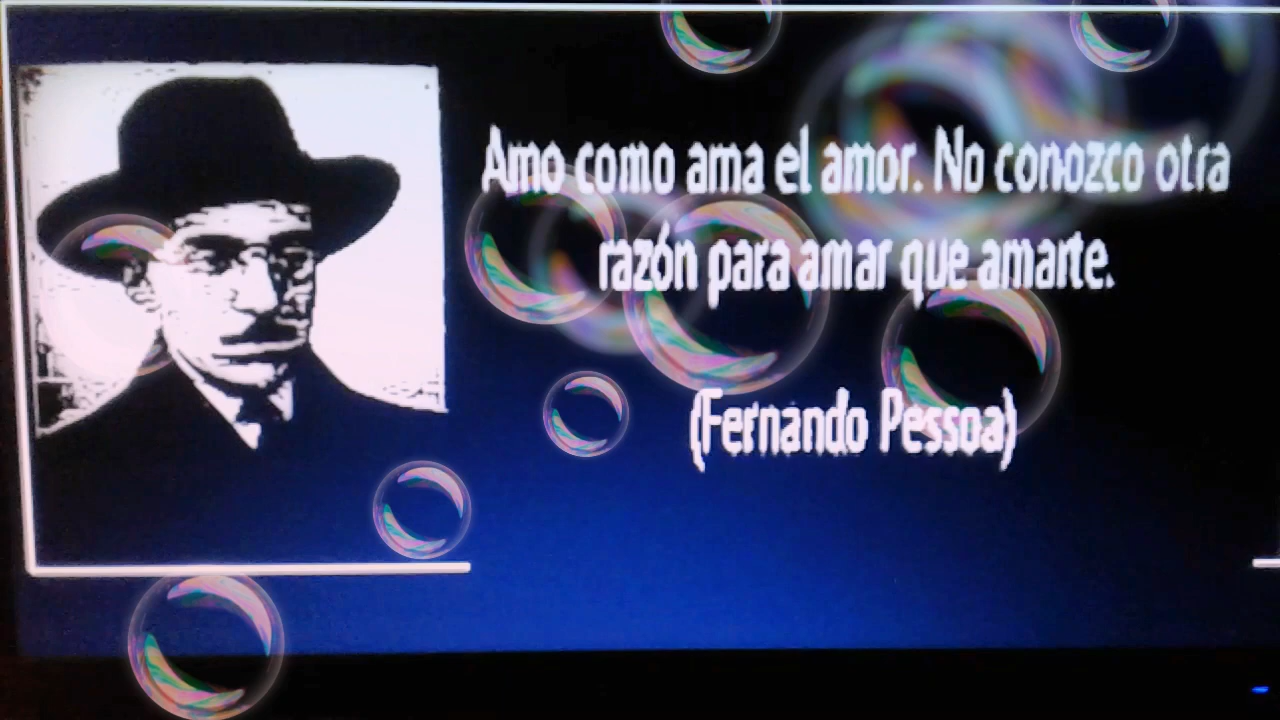 Amo como ama el amor. No conozco otra
razón para amar que amarte.
(Fernando Pessoa)